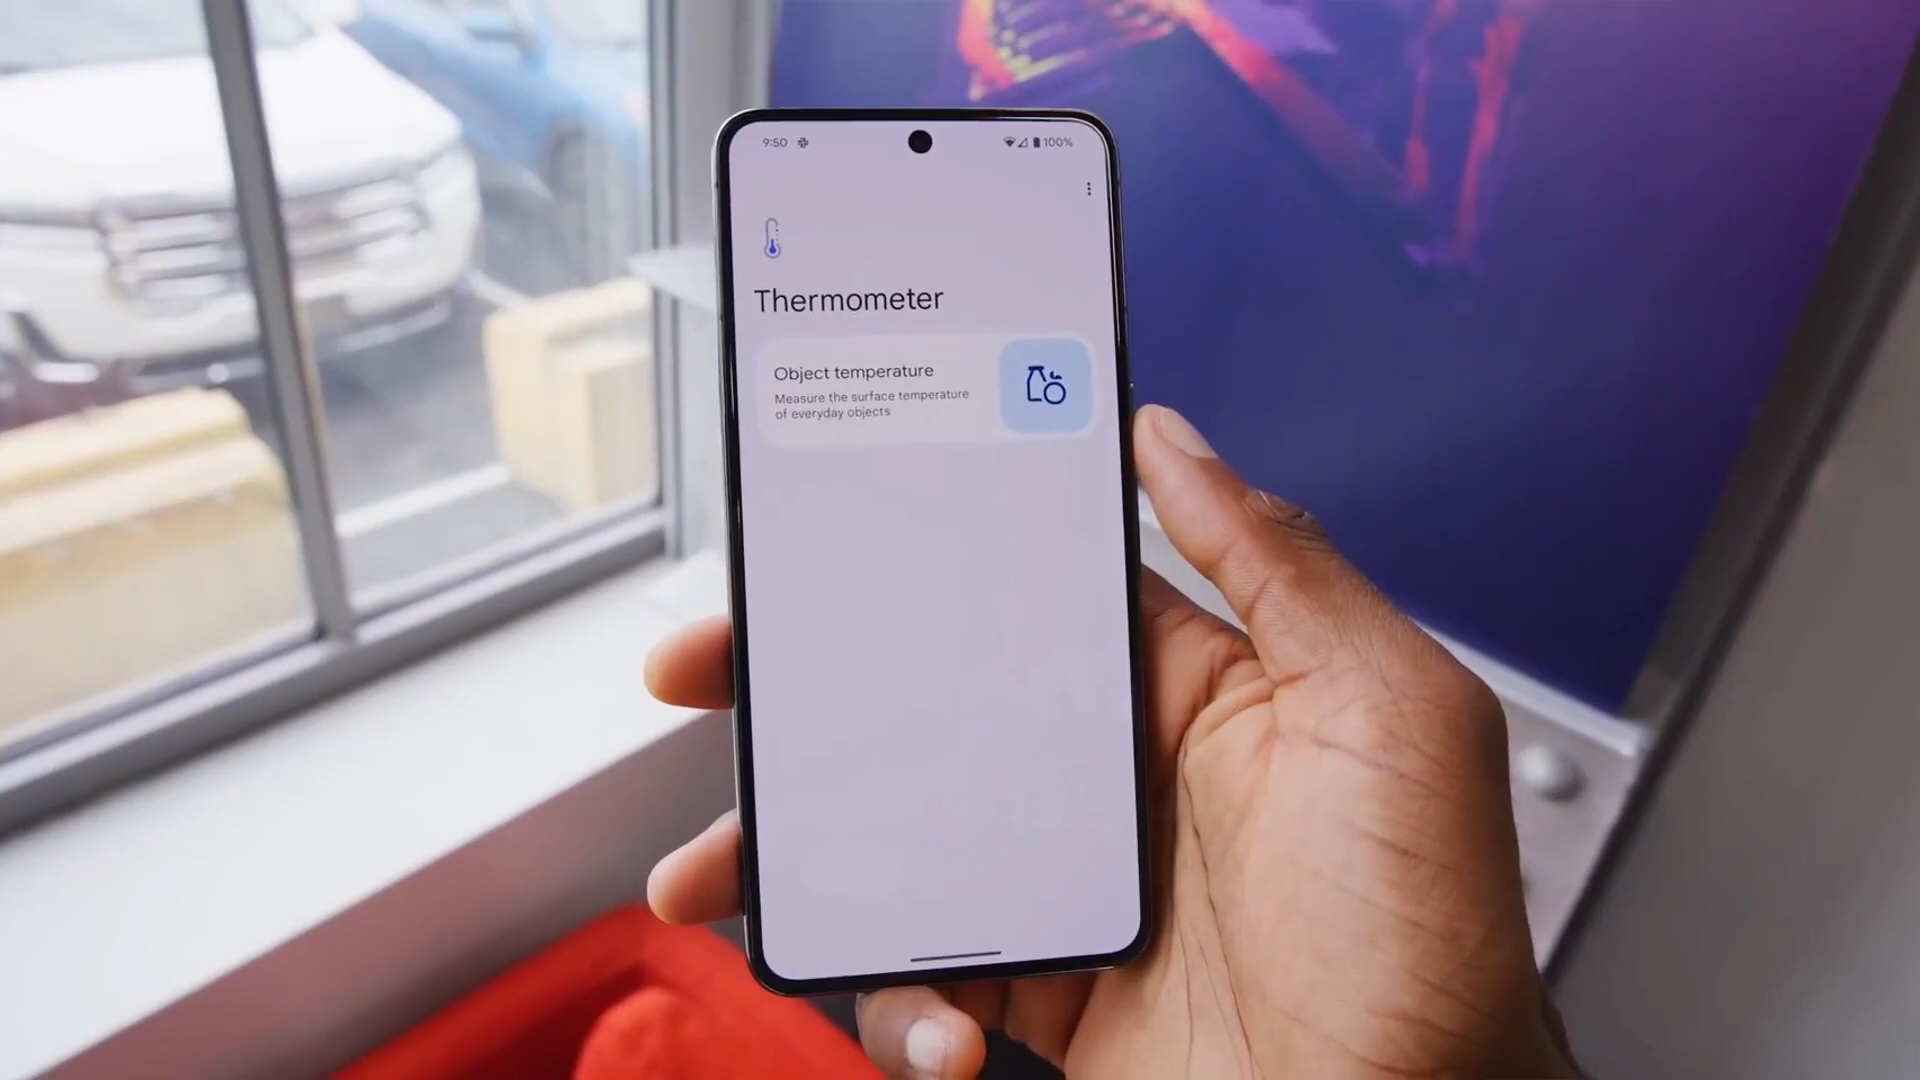 9:50 100%
Thermometer
Object temperature
Measure the surface temperature
of everyday objects